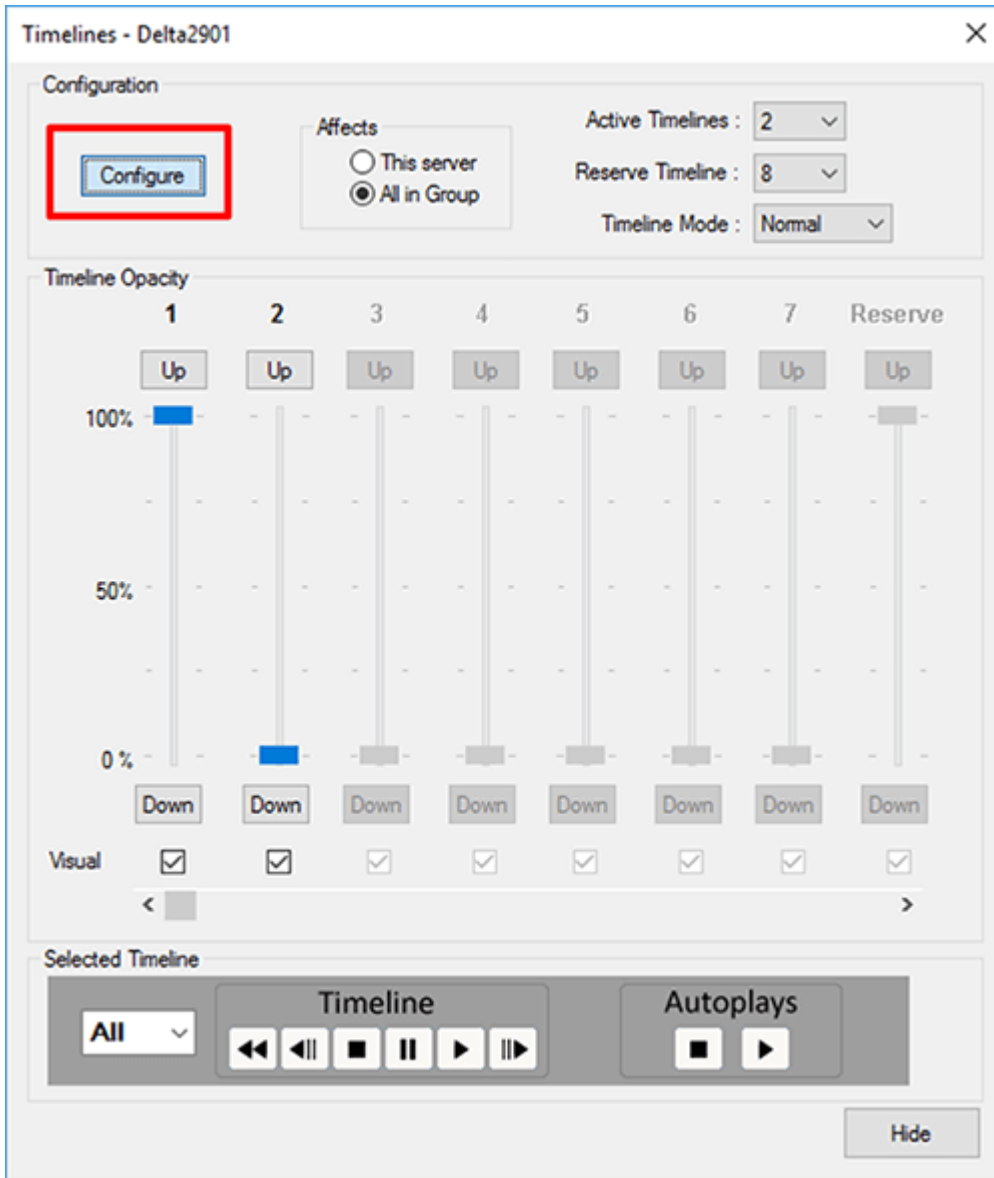 Timelines - Delta2901
Configuration
Configure
Affects
This server
All in Group
Active Timelines : 2
Reserve Timeline : 8
Timeline Mode : Normal
Timeline Opacity
1 2 3 4 5 6 7 Reserve
Up Up Up Up Up Up Up Up
100%
50%
0 %
Down Down Down Down Down Down Down Down
Visual
Selected Timeline
All
Timeline
Autoplays
Hide